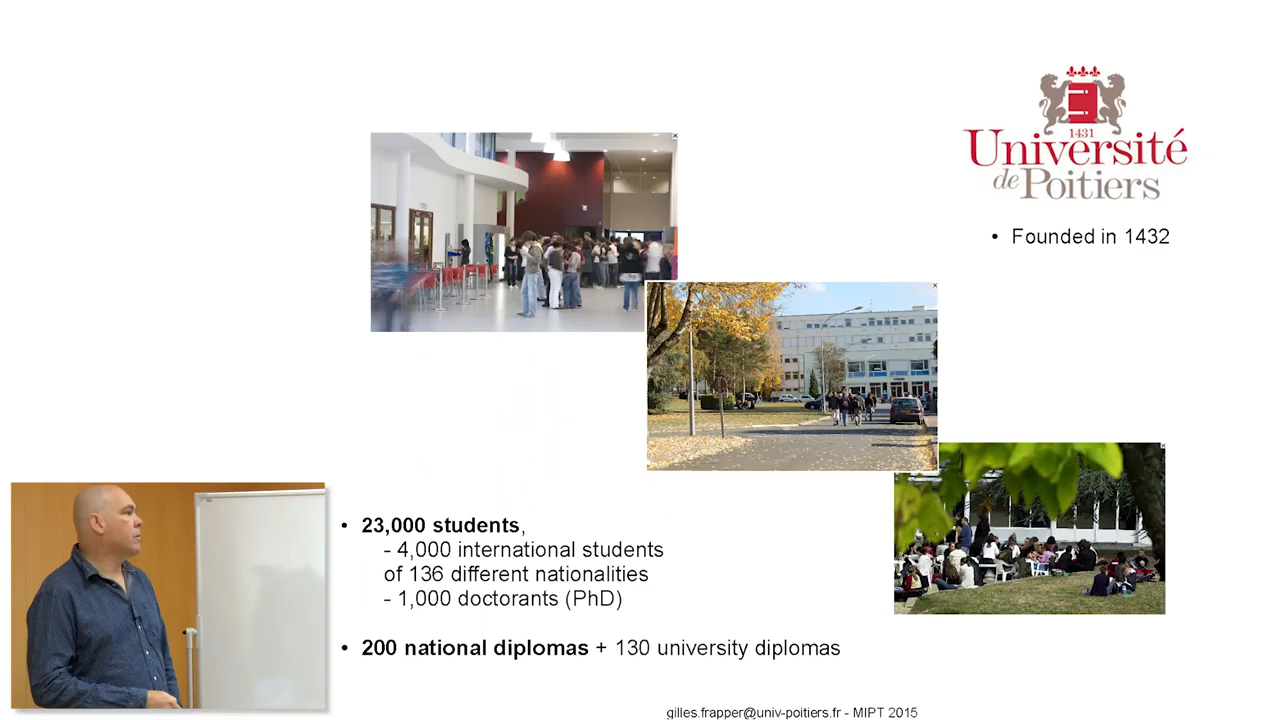 1431
Université
de Poitiers
• Founded in 1432
• 23,000 students,
- 4,000 international students
of 136 different nationalities
- 1,000 doctorants (PhD)
• 200 national diplomas + 130 university diplomas
gilles.frapper@univ-poitiers.fr - MIPT 2015